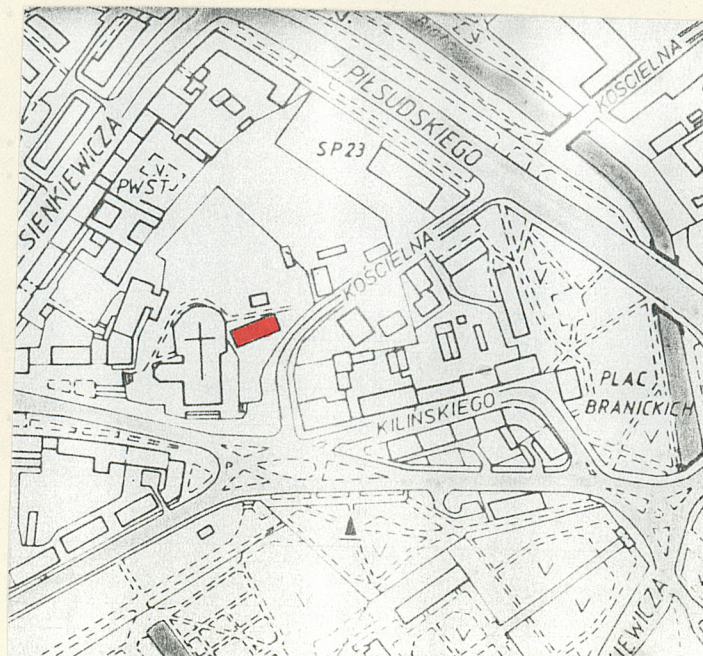 KOŚCIELNA
J. PIŁSUDSKIEGO
SP 23
SIENKIEWICZA
PWST
KOŚCIELNA
PLAC
BRANICKICH
KILIŃSKIEGO
P